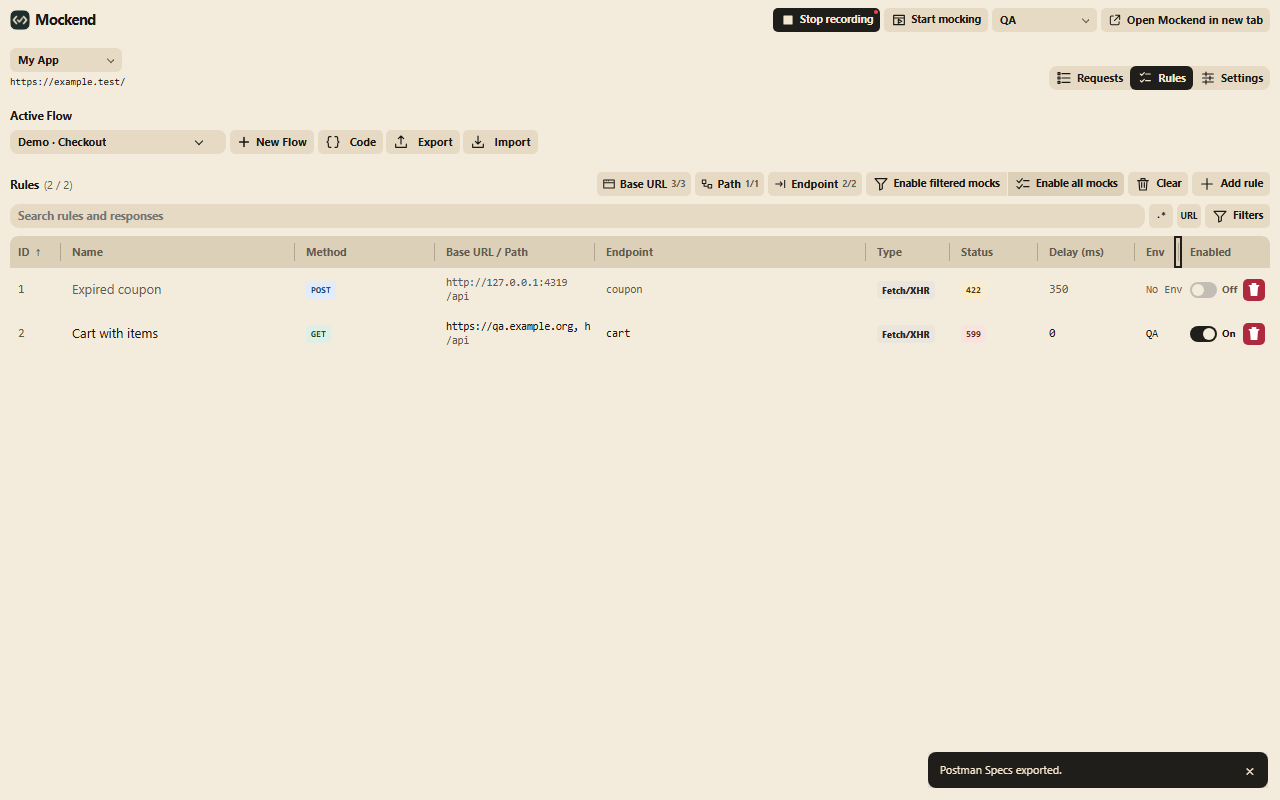 Mockend
Stop recording
Start mocking
QA
Open Mockend in new tab
My App
https://example.test/
Requests
Rules
Settings
Active Flow
Demo · Checkout
New Flow
{} Code
Export
Import
Rules (2 / 2)
Base URL 3/3
Path 1/1
Endpoint 2/2
Enable filtered mocks
Enable all mocks
Clear
Add rule
Search rules and responses
.*
URL
Filters
ID ↑ Name Method Base URL / Path Endpoint Type Status Delay (ms) Env Enabled
1 Expired coupon POST http://127.0.0.1:4319 coupon Fetch/XHR 422 350 No Env Off
/api
2 Cart with items GET https://qa.example.org, h cart Fetch/XHR 599 0 QA On
/api
Postman Specs exported. ×